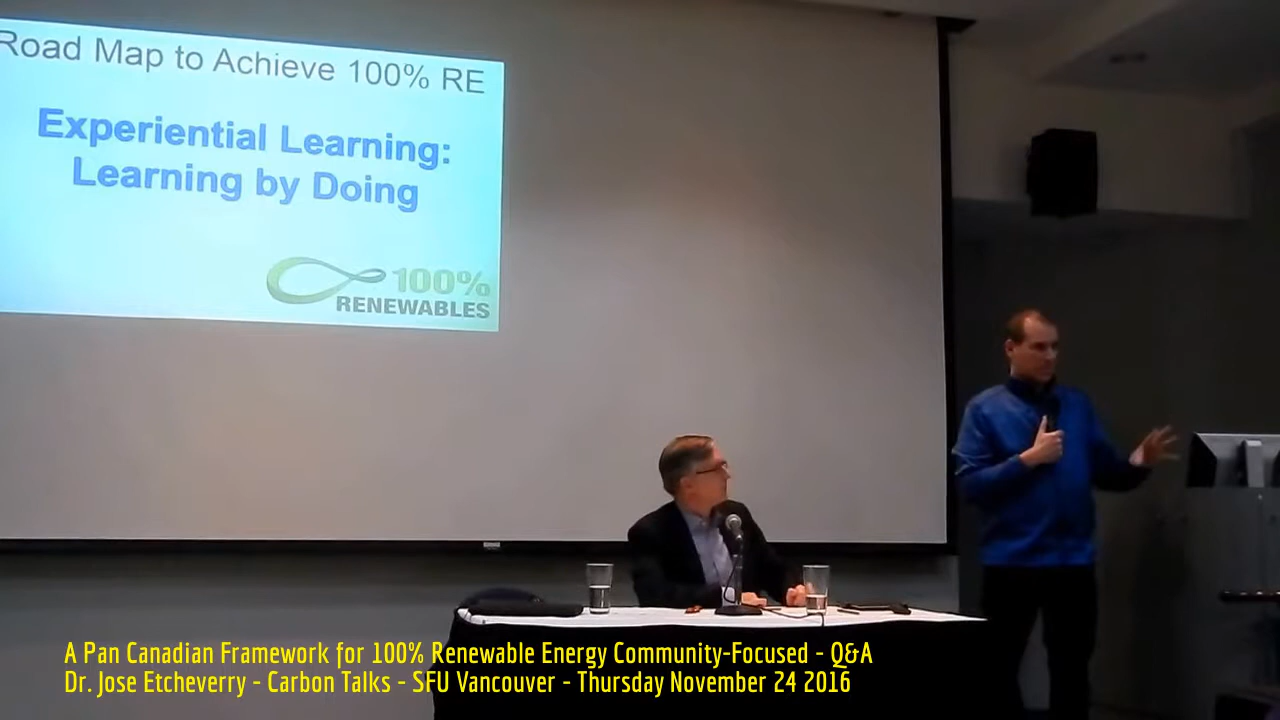 Road Map to Achieve 100% RE
Experiential Learning:
Learning by Doing
100%
RENEWABLES
A Pan Canadian Framework for 100% Renewable Energy Community-Focused - Q&A
Dr. Jose Etcheverry - Carbon Talks - SFU Vancouver - Thursday November 24 2016